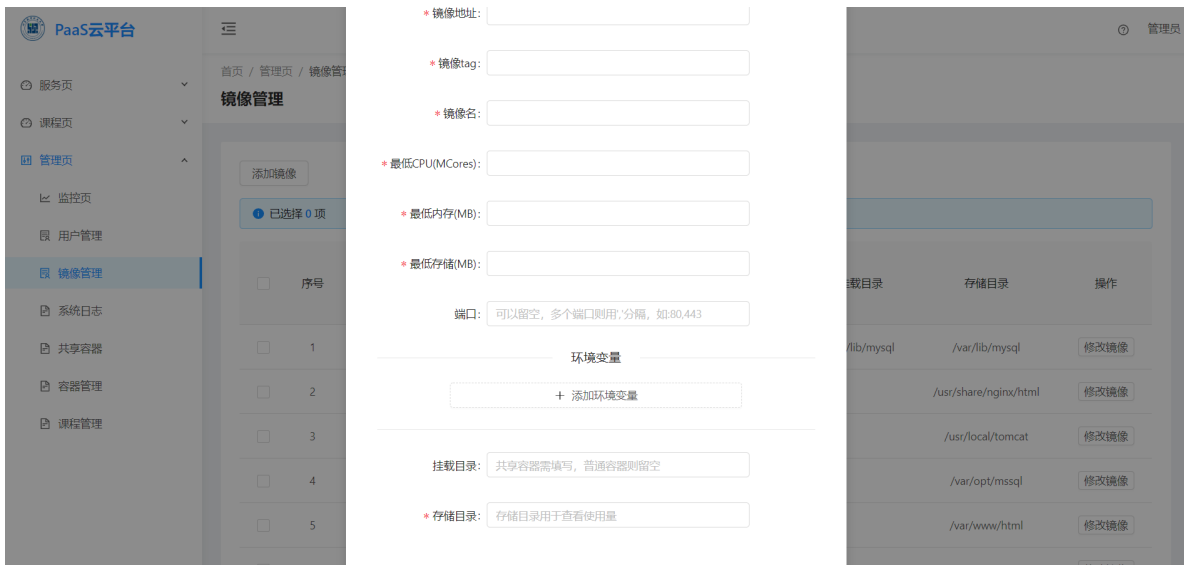 PaaS云平台
管理员
服务页
课程页
管理页
监控页
用户管理
镜像管理
系统日志
共享容器
容器管理
课程管理
首页 / 管理页 / 镜像管
镜像管理
添加镜像
已选择 0 项
序号
挂载目录
存储目录
操作
1
/lib/mysql
/var/lib/mysql
修改镜像
2
/usr/share/nginx/html
修改镜像
3
/usr/local/tomcat
修改镜像
4
/var/opt/mssql
修改镜像
5
/var/www/html
修改镜像
* 镜像地址:
* 镜像tag:
* 镜像名:
* 最低CPU(MCores):
* 最低内存(MB):
* 最低存储(MB):
端口: 可以留空，多个端口则用','分隔，如:80,443
环境变量
+ 添加环境变量
挂载目录: 共享容器需填写，普通容器则留空
* 存储目录: 存储目录用于查看使用量